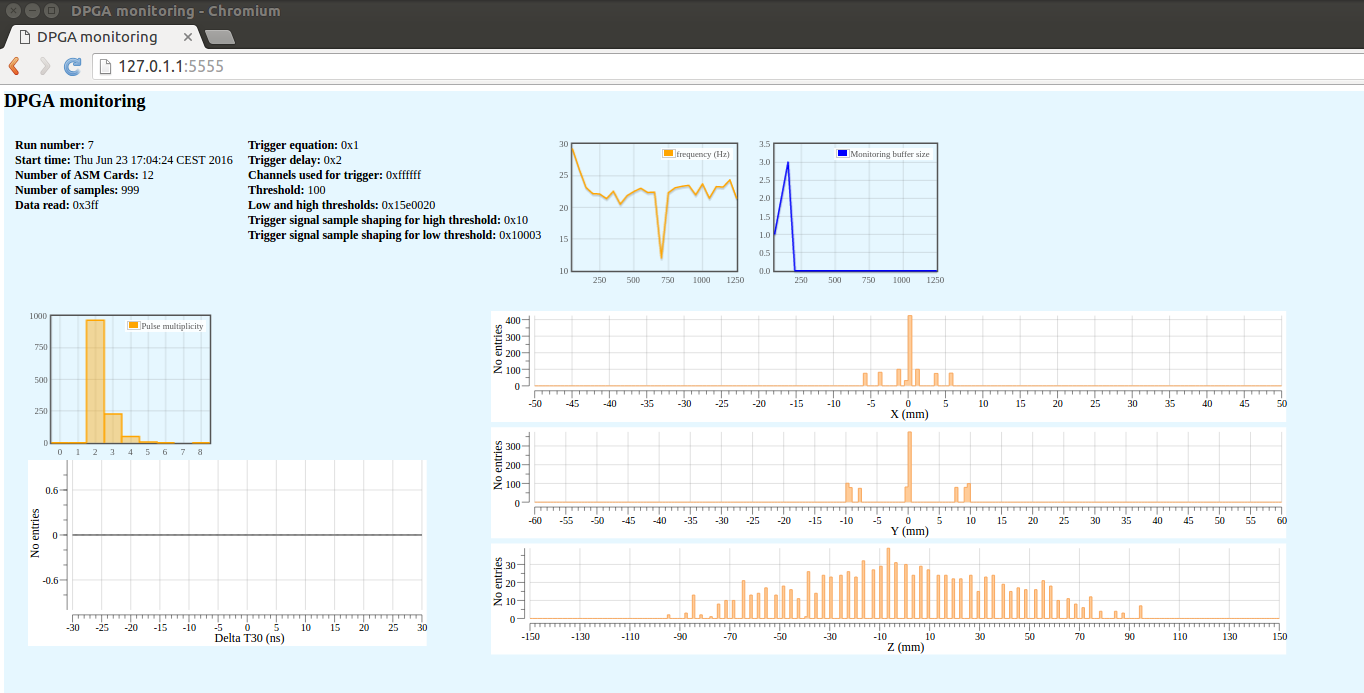 DPGA monitoring - Chromium
DPGA monitoring
127.0.1.1:5555
DPGA monitoring
Run number: 7
Start time: Thu Jun 23 17:04:24 CEST 2016
Number of ASM Cards: 12
Number of samples: 999
Data read: 0x3ff
Trigger equation: 0x1
Trigger delay: 0x2
Channels used for trigger: 0xffffff
Threshold: 100
Low and high thresholds: 0x15e0020
Trigger signal sample shaping for high threshold: 0x10
Trigger signal sample shaping for low threshold: 0x10003
frequency (Hz)
30
25
20
15
10
250 500 750 1000 1250
Monitoring buffer size
3.5
3.0
2.5
2.0
1.5
1.0
0.5
0.0
250 500 750 1000 1250
Pulse multiplicity
1000
750
500
250
0
0 1 2 3 4 5 6 7 8
No entries
0.6
0
-0.6
-30 -25 -20 -15 -10 -5 0 5 10 15 20 25 30
Delta T30 (ns)
No entries
400
300
200
100
0
-50 -45 -40 -35 -30 -25 -20 -15 -10 -5 0 5 10 15 20 25 30 35 40 45 50
X (mm)
No entries
300
200
100
0
-60 -55 -50 -45 -40 -35 -30 -25 -20 -15 -10 -5 0 5 10 15 20 25 30 35 40 45 50 55 60
Y (mm)
No entries
30
20
10
0
-150 -130 -110 -90 -70 -50 -30 -10 10 30 50 70 90 110 130 150
Z (mm)